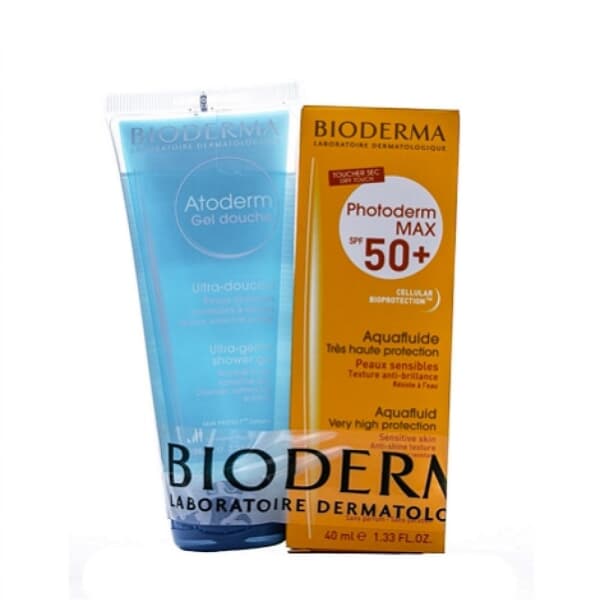 BIODERMA
LABORATOIRE DERMATOLOGIQUE
Atoderm
Gel douche
Ultra-douce
Ultra-gentle
shower gel
BIODERMA
LABORATOIRE DERMATOLOGIQUE
TOUCHER SEC
DRY TOUCH
Photoderm
MAX
SPF 50+
CELLULAR
BIOPROTECTION™
Aquafluide
Très haute protection
Peaux sensibles
Texture anti-brillance
Résiste à l'eau
Aquafluid
Very high protection
Sensitive skin
Anti-shine texture
BIODERM
LABORATOIRE DERMATOLO
40 ml e 1.33 FL.OZ.